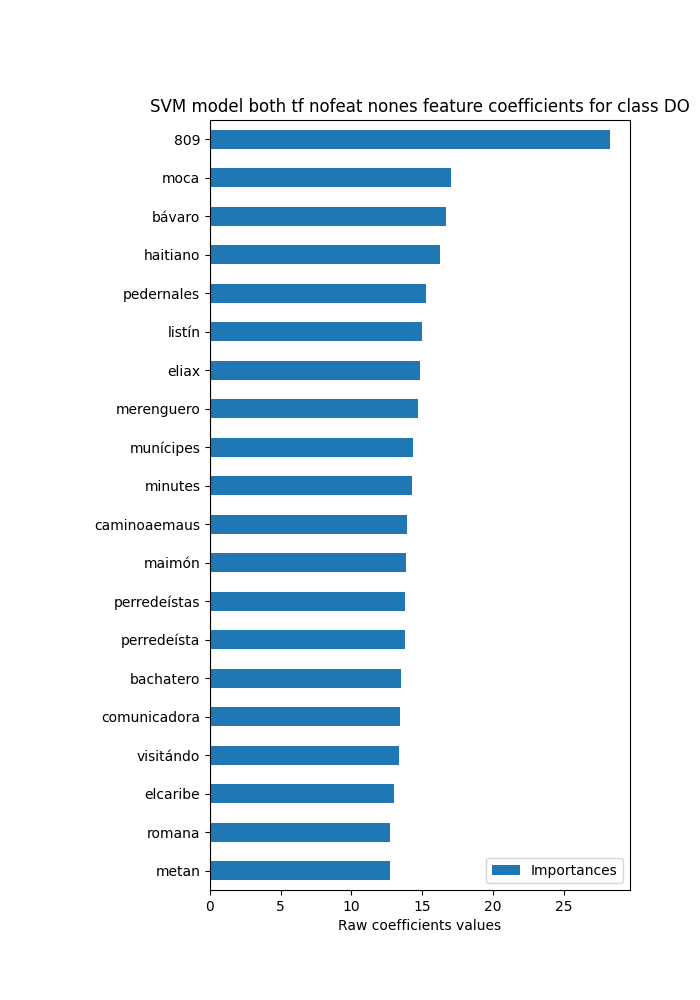 SVM model both tf nofeat nones feature coefficients for class DO
809
moca
bávaro
haitiano
pedernales
listín
eliax
merenguero
munícipes
minutes
caminoaemaus
maimón
perredeístas
perredeísta
bachatero
comunicadora
visitándo
elcaribe
romana
metan
Importances
0 5 10 15 20 25
Raw coefficients values